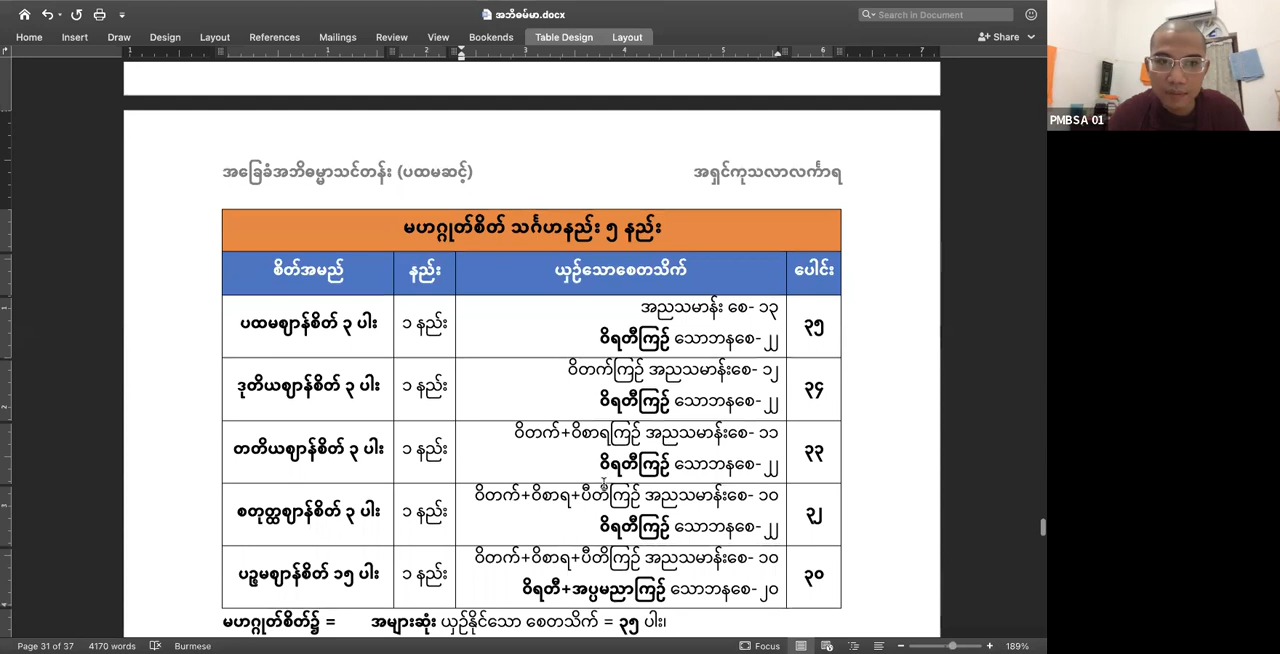 အဘိဓမ်မာ.docx
Search in Document
Home Insert Draw Design Layout References Mailings Review View Bookends Table Design Layout Share
1 1 2 3 4 5 6 7
PMBSA 01
အခြေခံအဘိဓမ္မာသင်တန်း (ပထမဆင့်) အရှင်ကုသလာလင်္ကာရ
မဟဂ္ဂုတ်စိတ် သင်္ဂဟနည်း ၅ နည်း
စိတ်အမည် နည်း ယှဉ်သောစေတသိက် ပေါင်း
ပထမဈာန်စိတ် ၃ ပါး ၁ နည်း အညသမာန်း စေ- ၁၃
ဝိရတီကြဉ် သောဘနစေ-၂၂ ၃၅
ဒုတိယဈာန်စိတ် ၃ ပါး ၁ နည်း ဝိတက်ကြဉ် အညသမာန်းစေ- ၁၂
ဝိရတီကြဉ် သောဘနစေ-၂၂ ၃၄
တတိယဈာန်စိတ် ၃ ပါး ၁ နည်း ဝိတက်+ဝိစာရကြဉ် အညသမာန်းစေ- ၁၁
ဝိရတီကြဉ် သောဘနစေ-၂၂ ၃၃
စတုတ္ထဈာန်စိတ် ၃ ပါး ၁ နည်း ဝိတက်+ဝိစာရ+ပီတိကြဉ် အညသမာန်းစေ- ၁၀
ဝိရတီကြဉ် သောဘနစေ-၂၂ ၃၂
ပဉ္စမဈာန်စိတ် ၁၅ ပါး ၁ နည်း ဝိတက်+ဝိစာရ+ပီတိကြဉ် အညသမာန်းစေ- ၁၀
ဝိရတီ+အပ္ပမညာကြဉ် သောဘနစေ-၂၀ ၃၀
မဟဂ္ဂုတ်စိတ်၌ = အများဆုံး ယှဉ်နိုင်သော စေတသိက် = ၃၅ ပါး၊
Page 31 of 37 4170 words Burmese Focus 189%